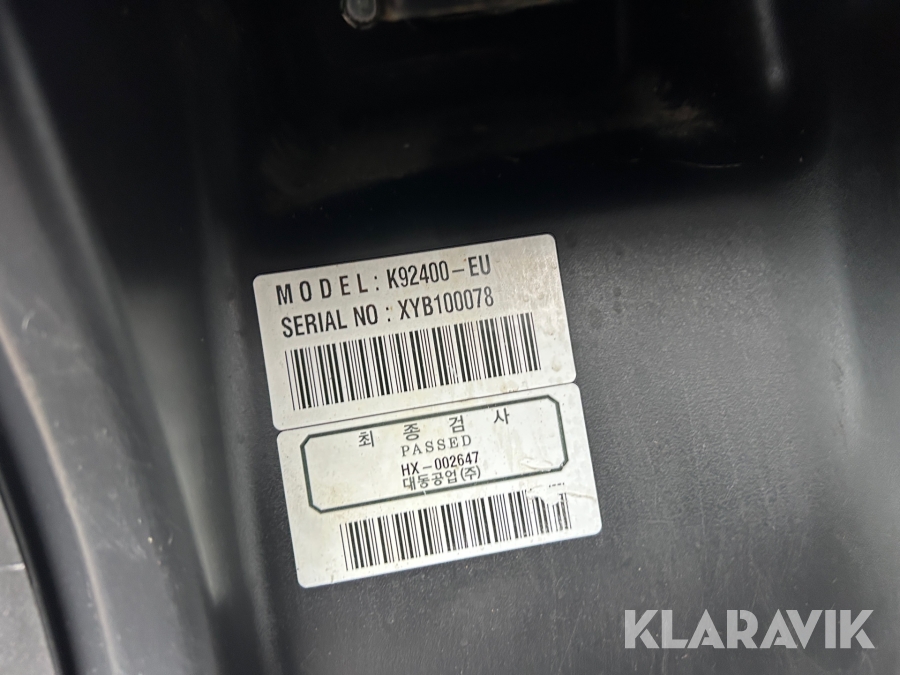 MODEL: K92400-EU
SERIAL NO : XYB100078
최 종 검 사
PASSED
HX-002647
대동공업(주)
KLARAVIK